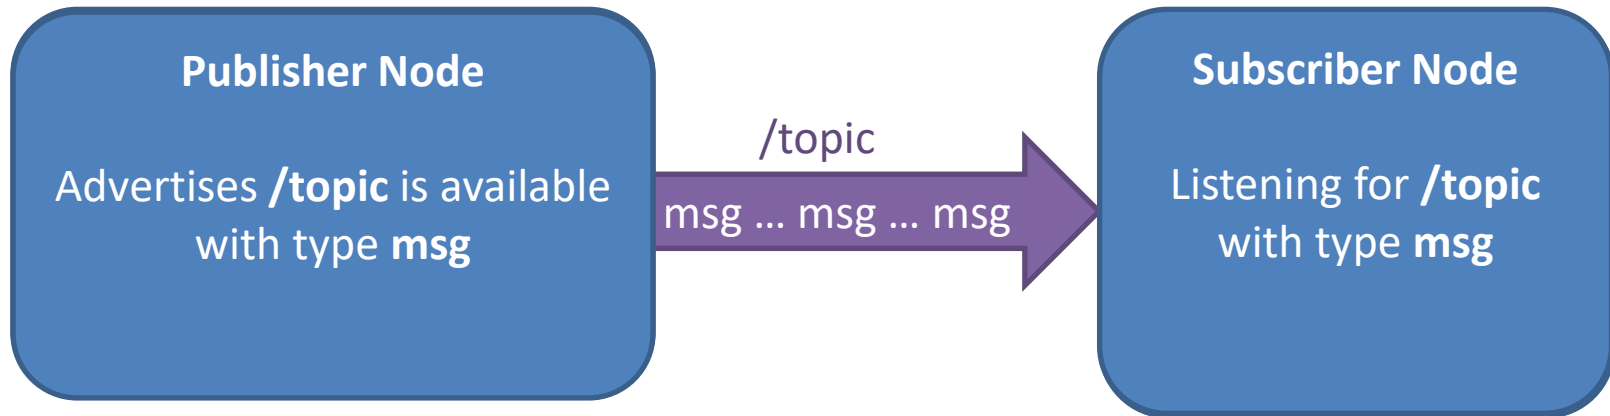 Publisher Node
Advertises /topic is available
with type msg
/topic
msg ... msg ... msg
Subscriber Node
Listening for /topic
with type msg